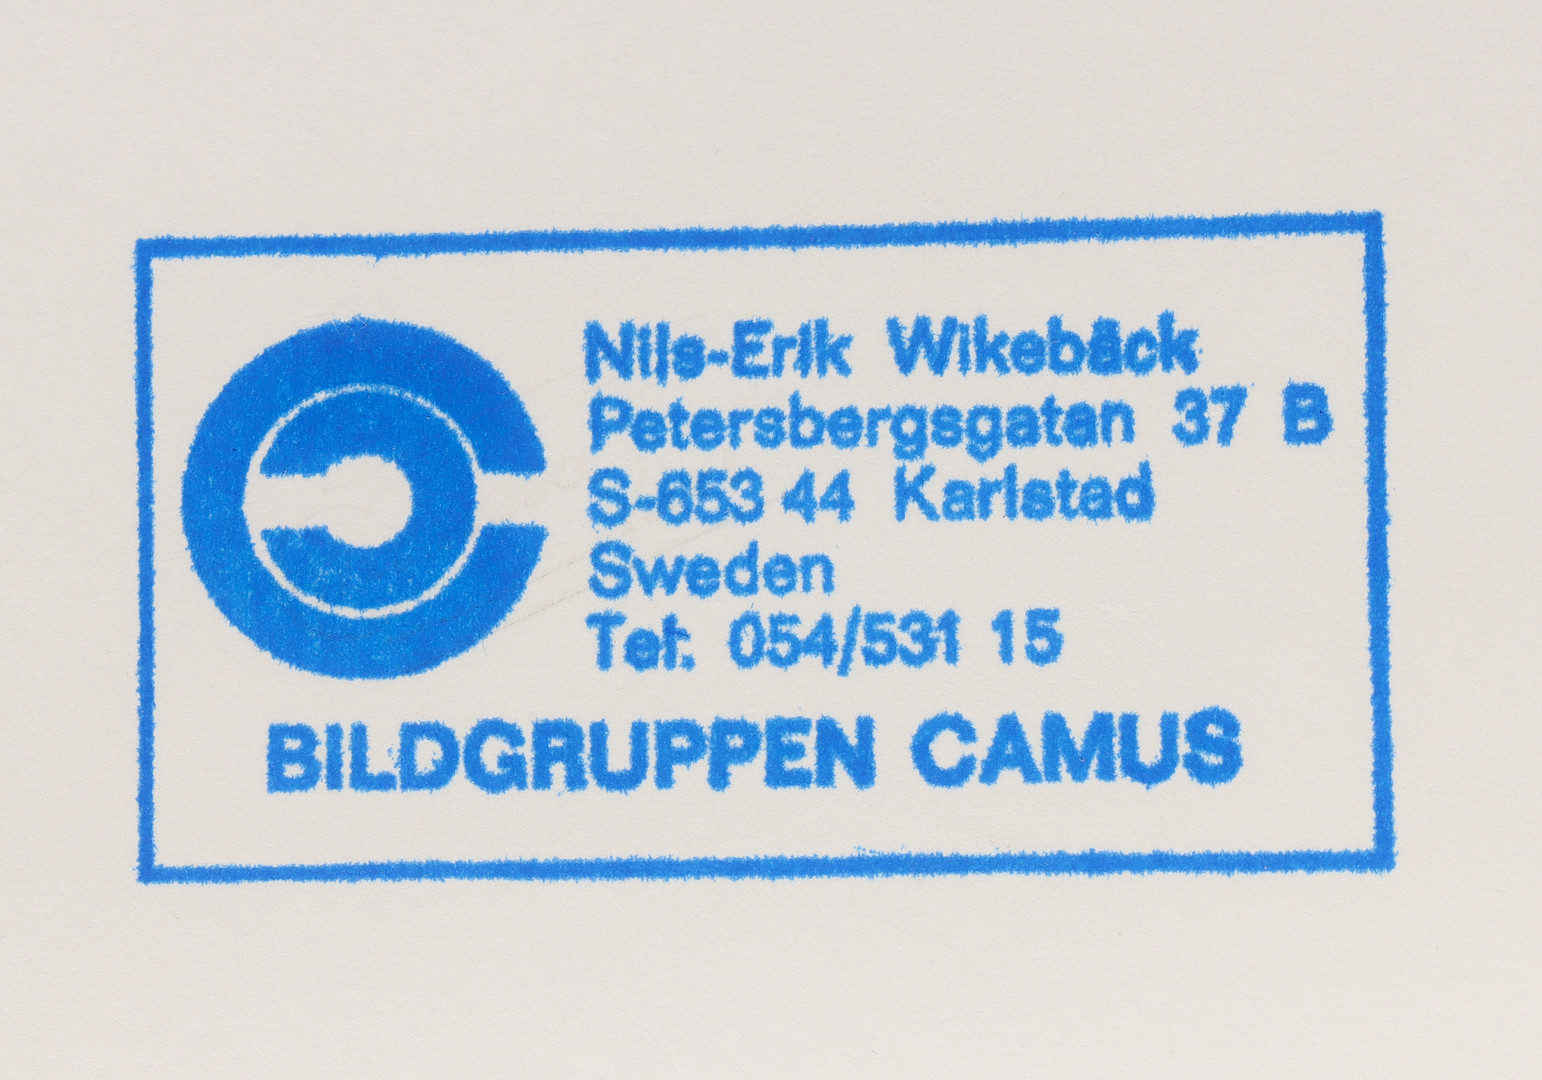 Nils-Erik Wikebäck
Petersbergsgatan 37 B
S-653 44 Karlstad
Sweden
Tel: 054/531 15
BILDGRUPPEN CAMUS